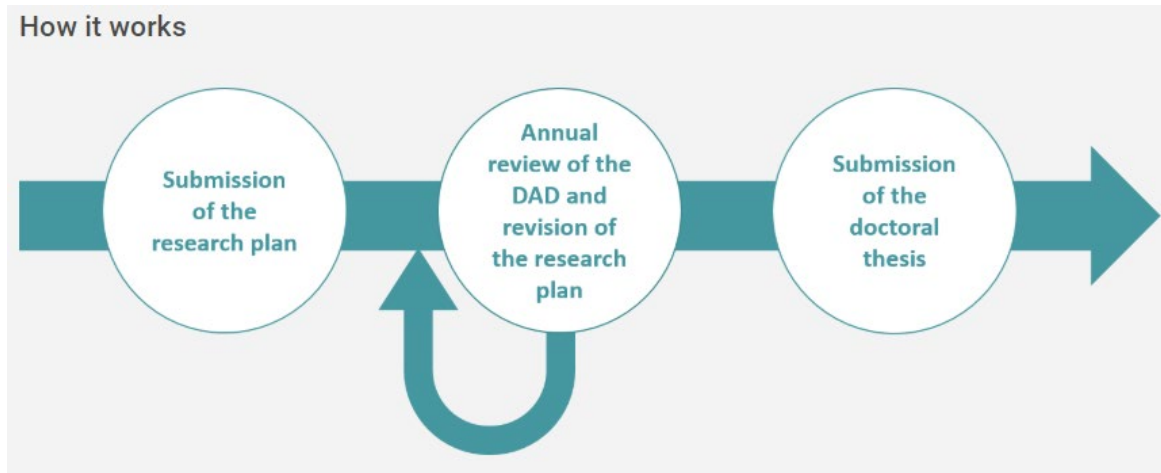 How it works
Submission
of the
research plan
Annual
review of the
DAD and
revision of
the research
plan
Submission
of the
doctoral
thesis